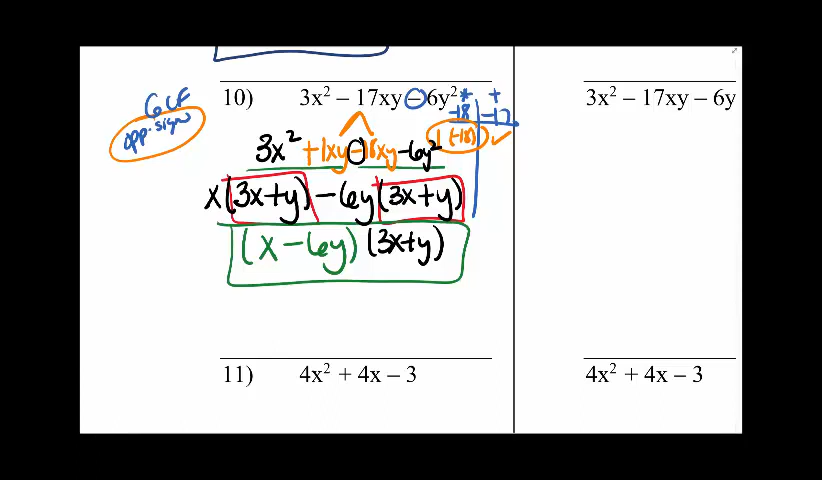 10) 3x² – 17xy – 6y² 3x² – 17xy – 6y
GCF
opp. sign
* +
-18 -17
1 (-18) ✓
3x² +1xy -18xy -6y²
x(3x+y) -6y(3x+y)
(x-6y)(3x+y)
11) 4x² + 4x – 3 4x² + 4x – 3